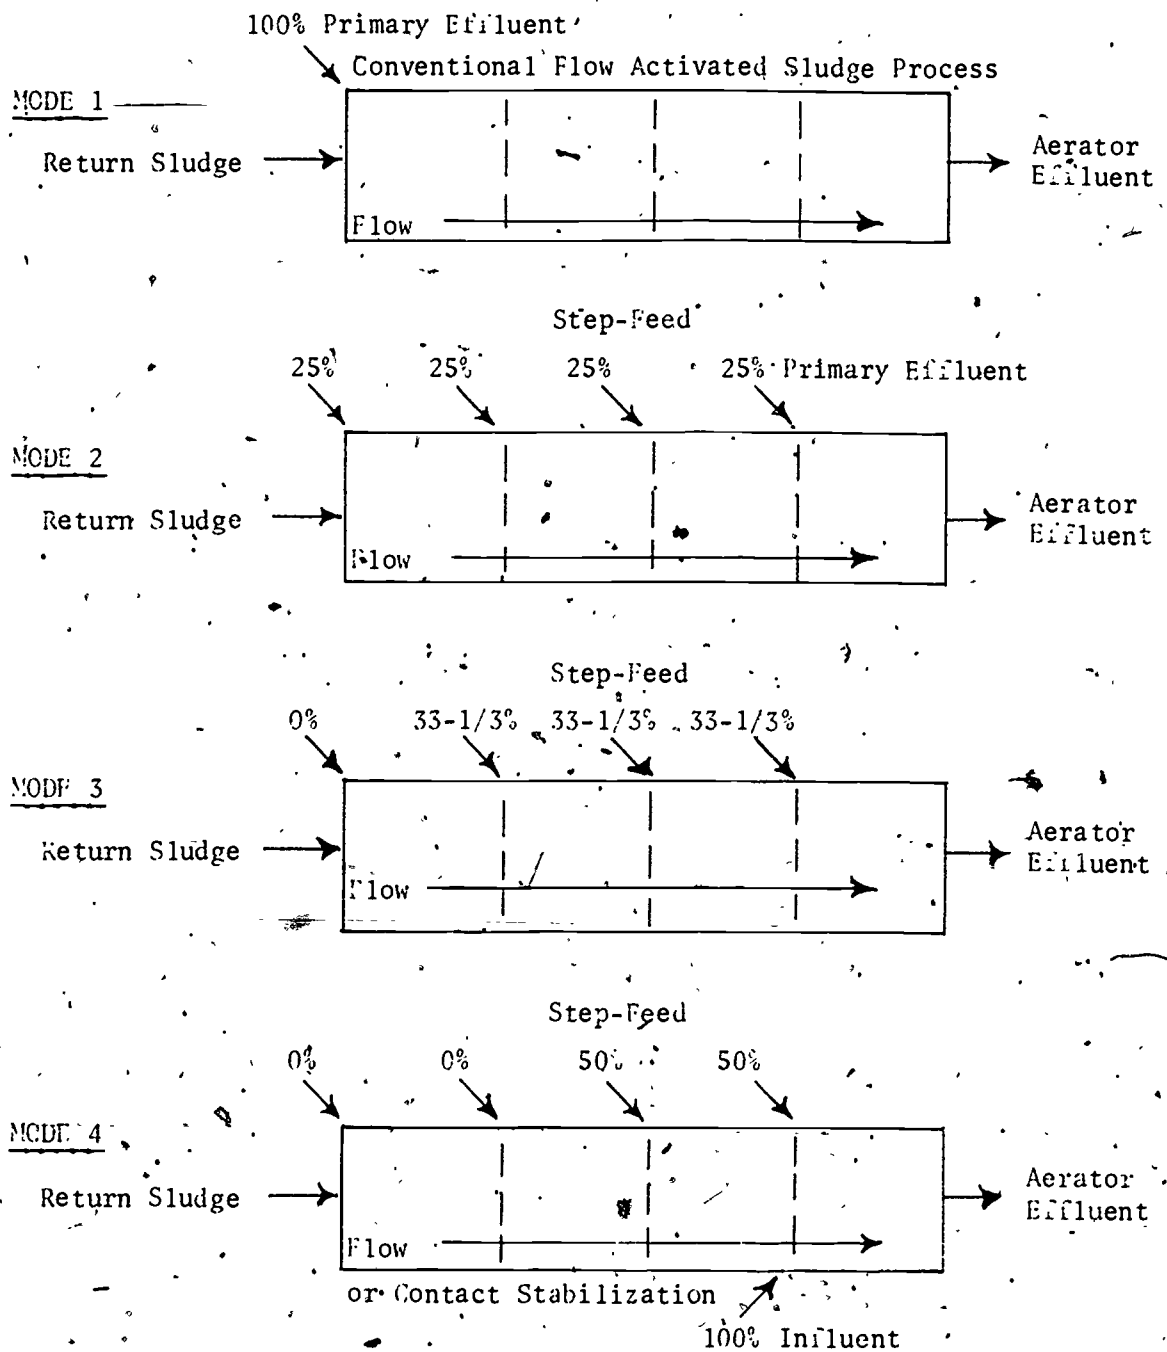 100% Primary Effluent
Conventional Flow Activated Sludge Process
MODE 1
Return Sludge
Aerator
Effluent
Flow
Step-Feed
25% 25% 25% 25% Primary Effluent
MODE 2
Return Sludge
Aerator
Effluent
Flow
Step-Feed
0% 33-1/3% 33-1/3% 33-1/3%
MODE 3
Return Sludge
Aerator
Effluent
Flow
Step-Feed
0% 0% 50% 50%
MODE 4
Return Sludge
Aerator
Effluent
Flow
or Contact Stabilization
100% Influent